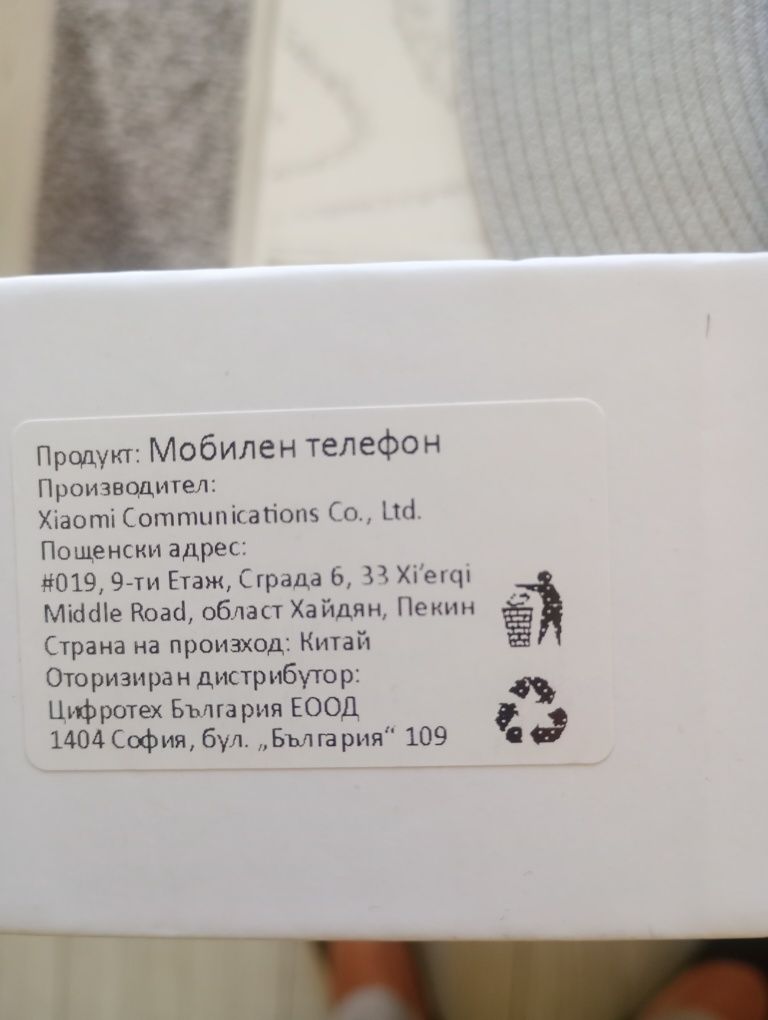 Продукт: Мобилен телефон
Производител:
Xiaomi Communications Co., Ltd.
Пощенски адрес:
#019, 9-ти Етаж, Сграда 6, 33 Xi’erqi
Middle Road, област Хайдян, Пекин
Страна на произход: Китай
Оторизиран дистрибутор:
Цифротех България ЕООД
1404 София, бул. „България“ 109